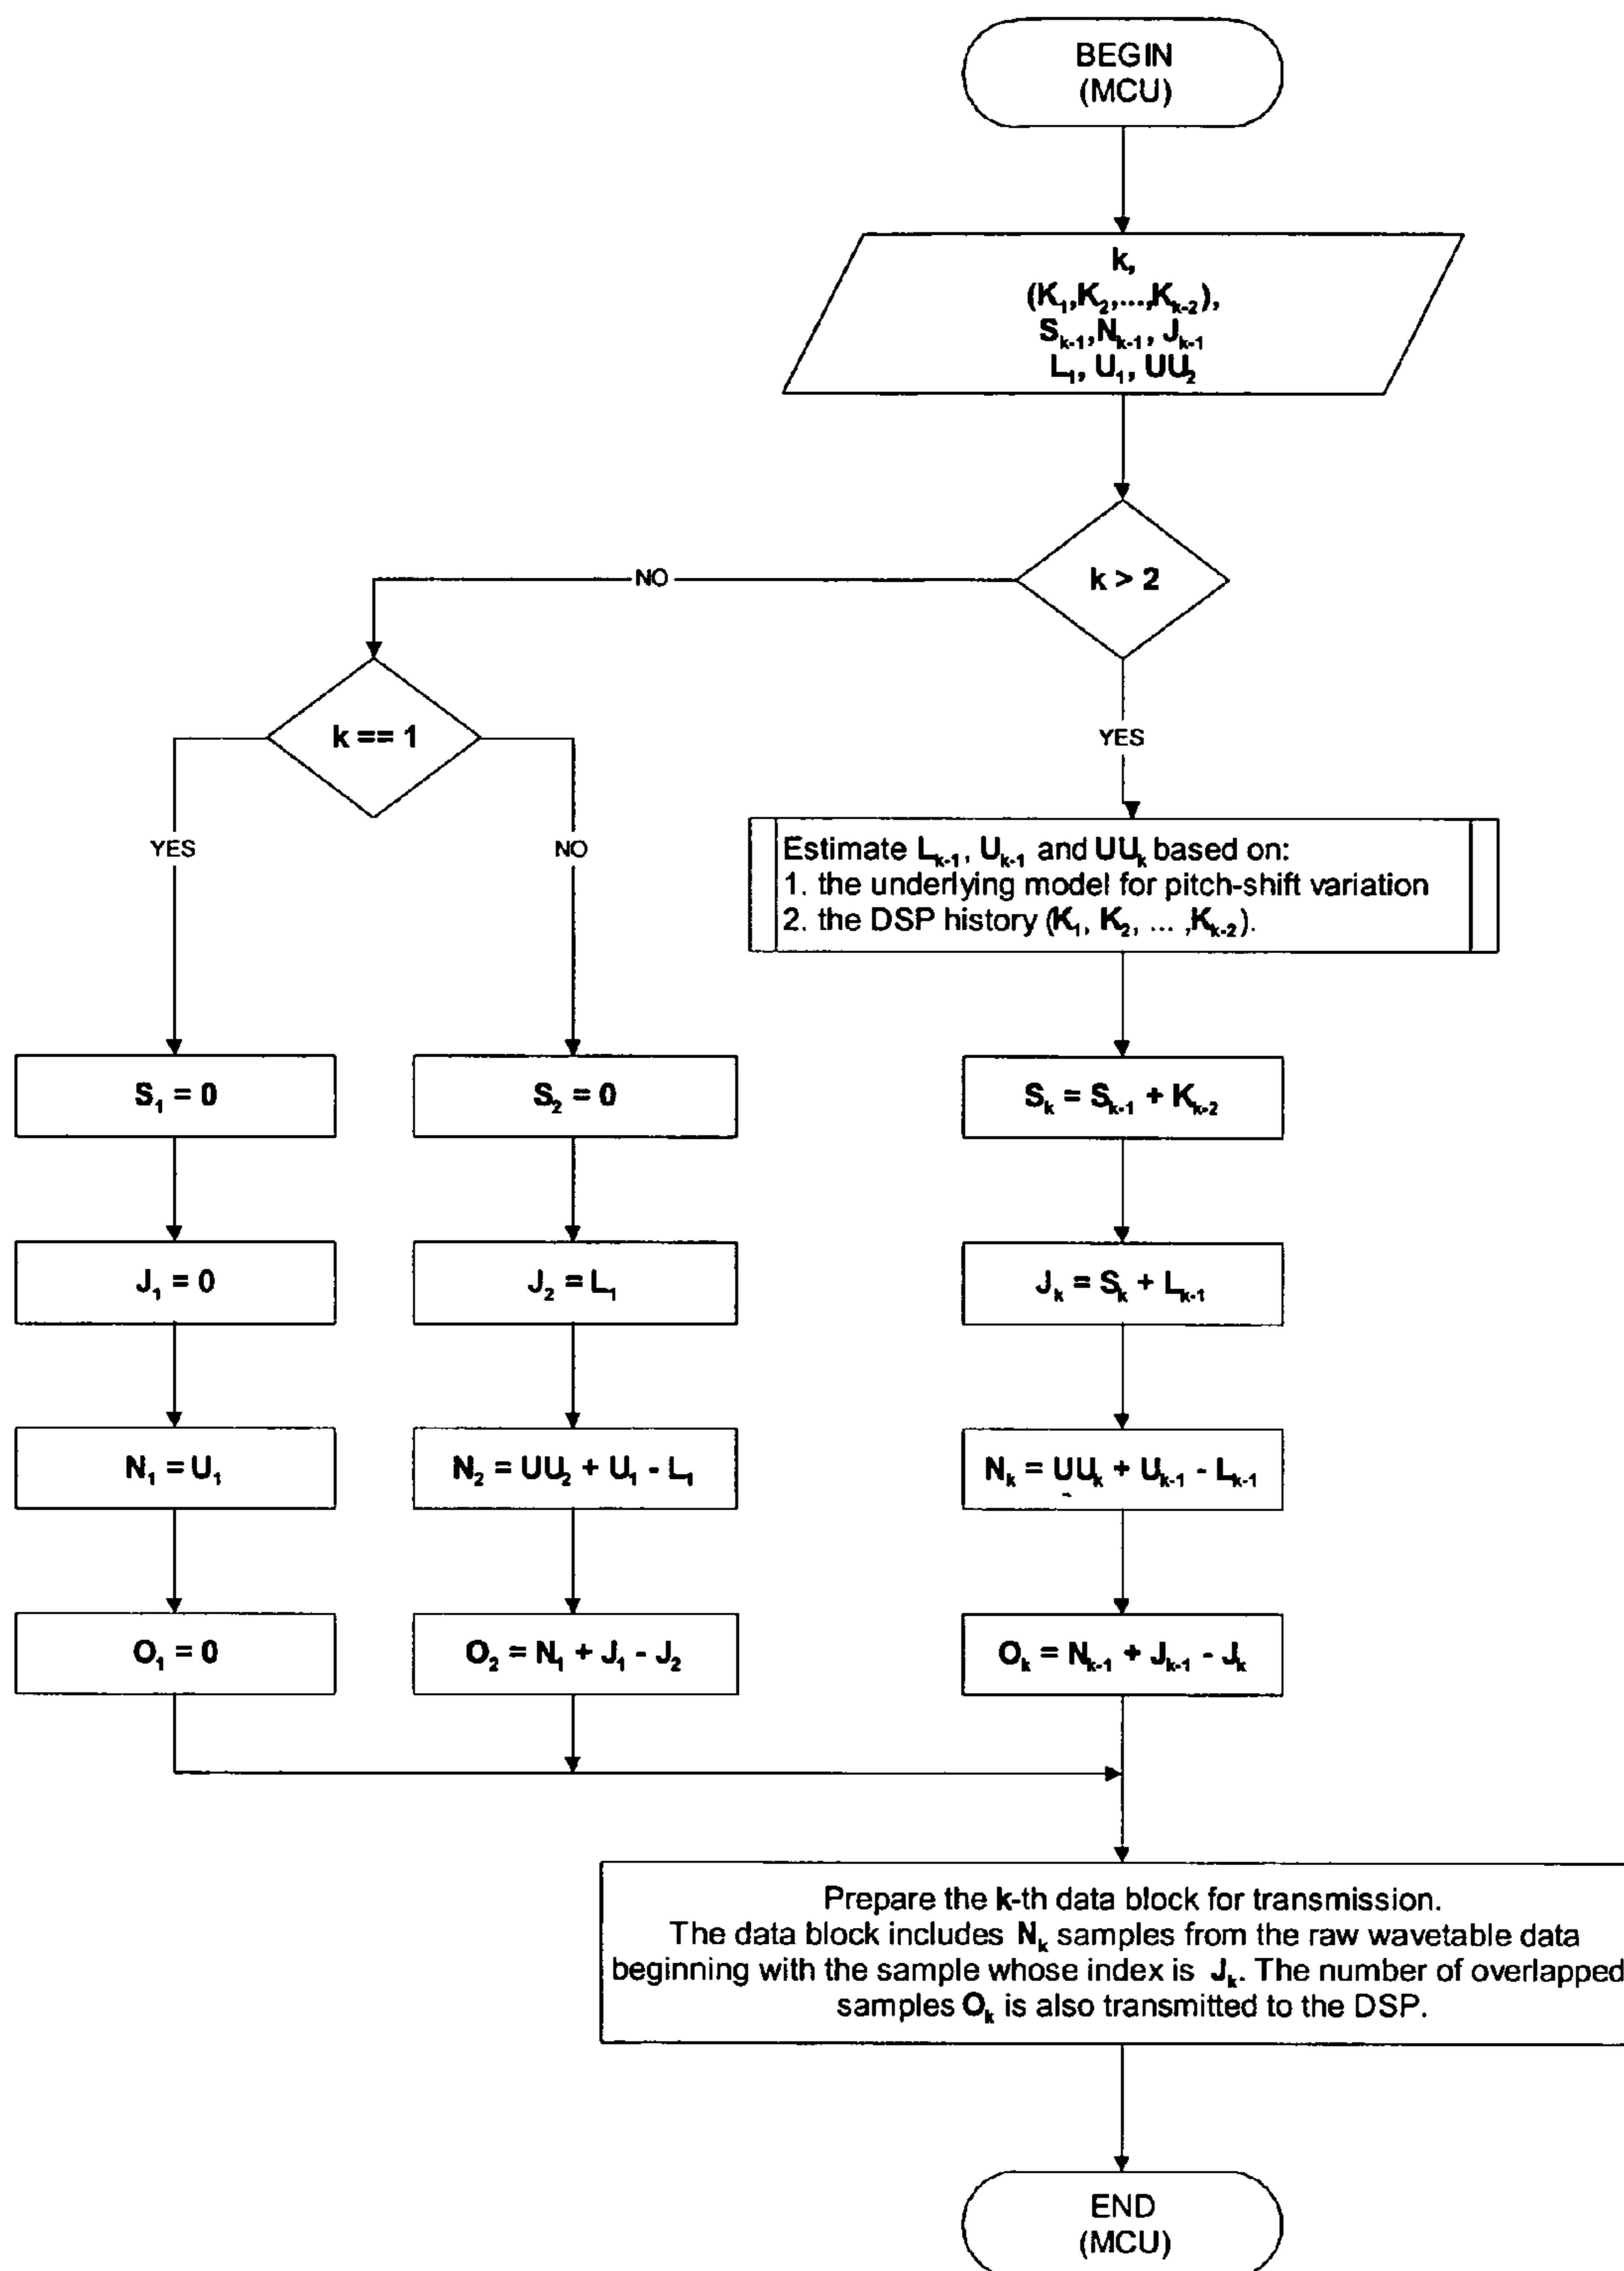 BEGIN
(MCU)
k,
(K₁,K₂,...,Kₖ₋₂),
Sₖ₋₁,Nₖ₋₁, Jₖ₋₁
L₁, U₁, UU₂
NO
k > 2
k == 1
YES
YES
NO
Estimate Lₖ₋₁, Uₖ₋₁ and UUₖ based on:
1. the underlying model for pitch-shift variation
2. the DSP history (K₁, K₂, ... ,Kₖ₋₂).
S₁ = 0
S₂ = 0
Sₖ = Sₖ₋₁ + Kₖ₋₂
J₁ = 0
J₂ = L₁
Jₖ = Sₖ + Lₖ₋₁
N₁ = U₁
N₂ = UU₂ + U₁ - L₁
Nₖ = UUₖ + Uₖ₋₁ - Lₖ₋₁
O₁ = 0
O₂ = N₁ + J₁ - J₂
Oₖ = Nₖ₋₁ + Jₖ₋₁ - Jₖ
Prepare the k-th data block for transmission.
The data block includes Nₖ samples from the raw wavetable data
beginning with the sample whose index is Jₖ. The number of overlapped
samples Oₖ is also transmitted to the DSP.
END
(MCU)